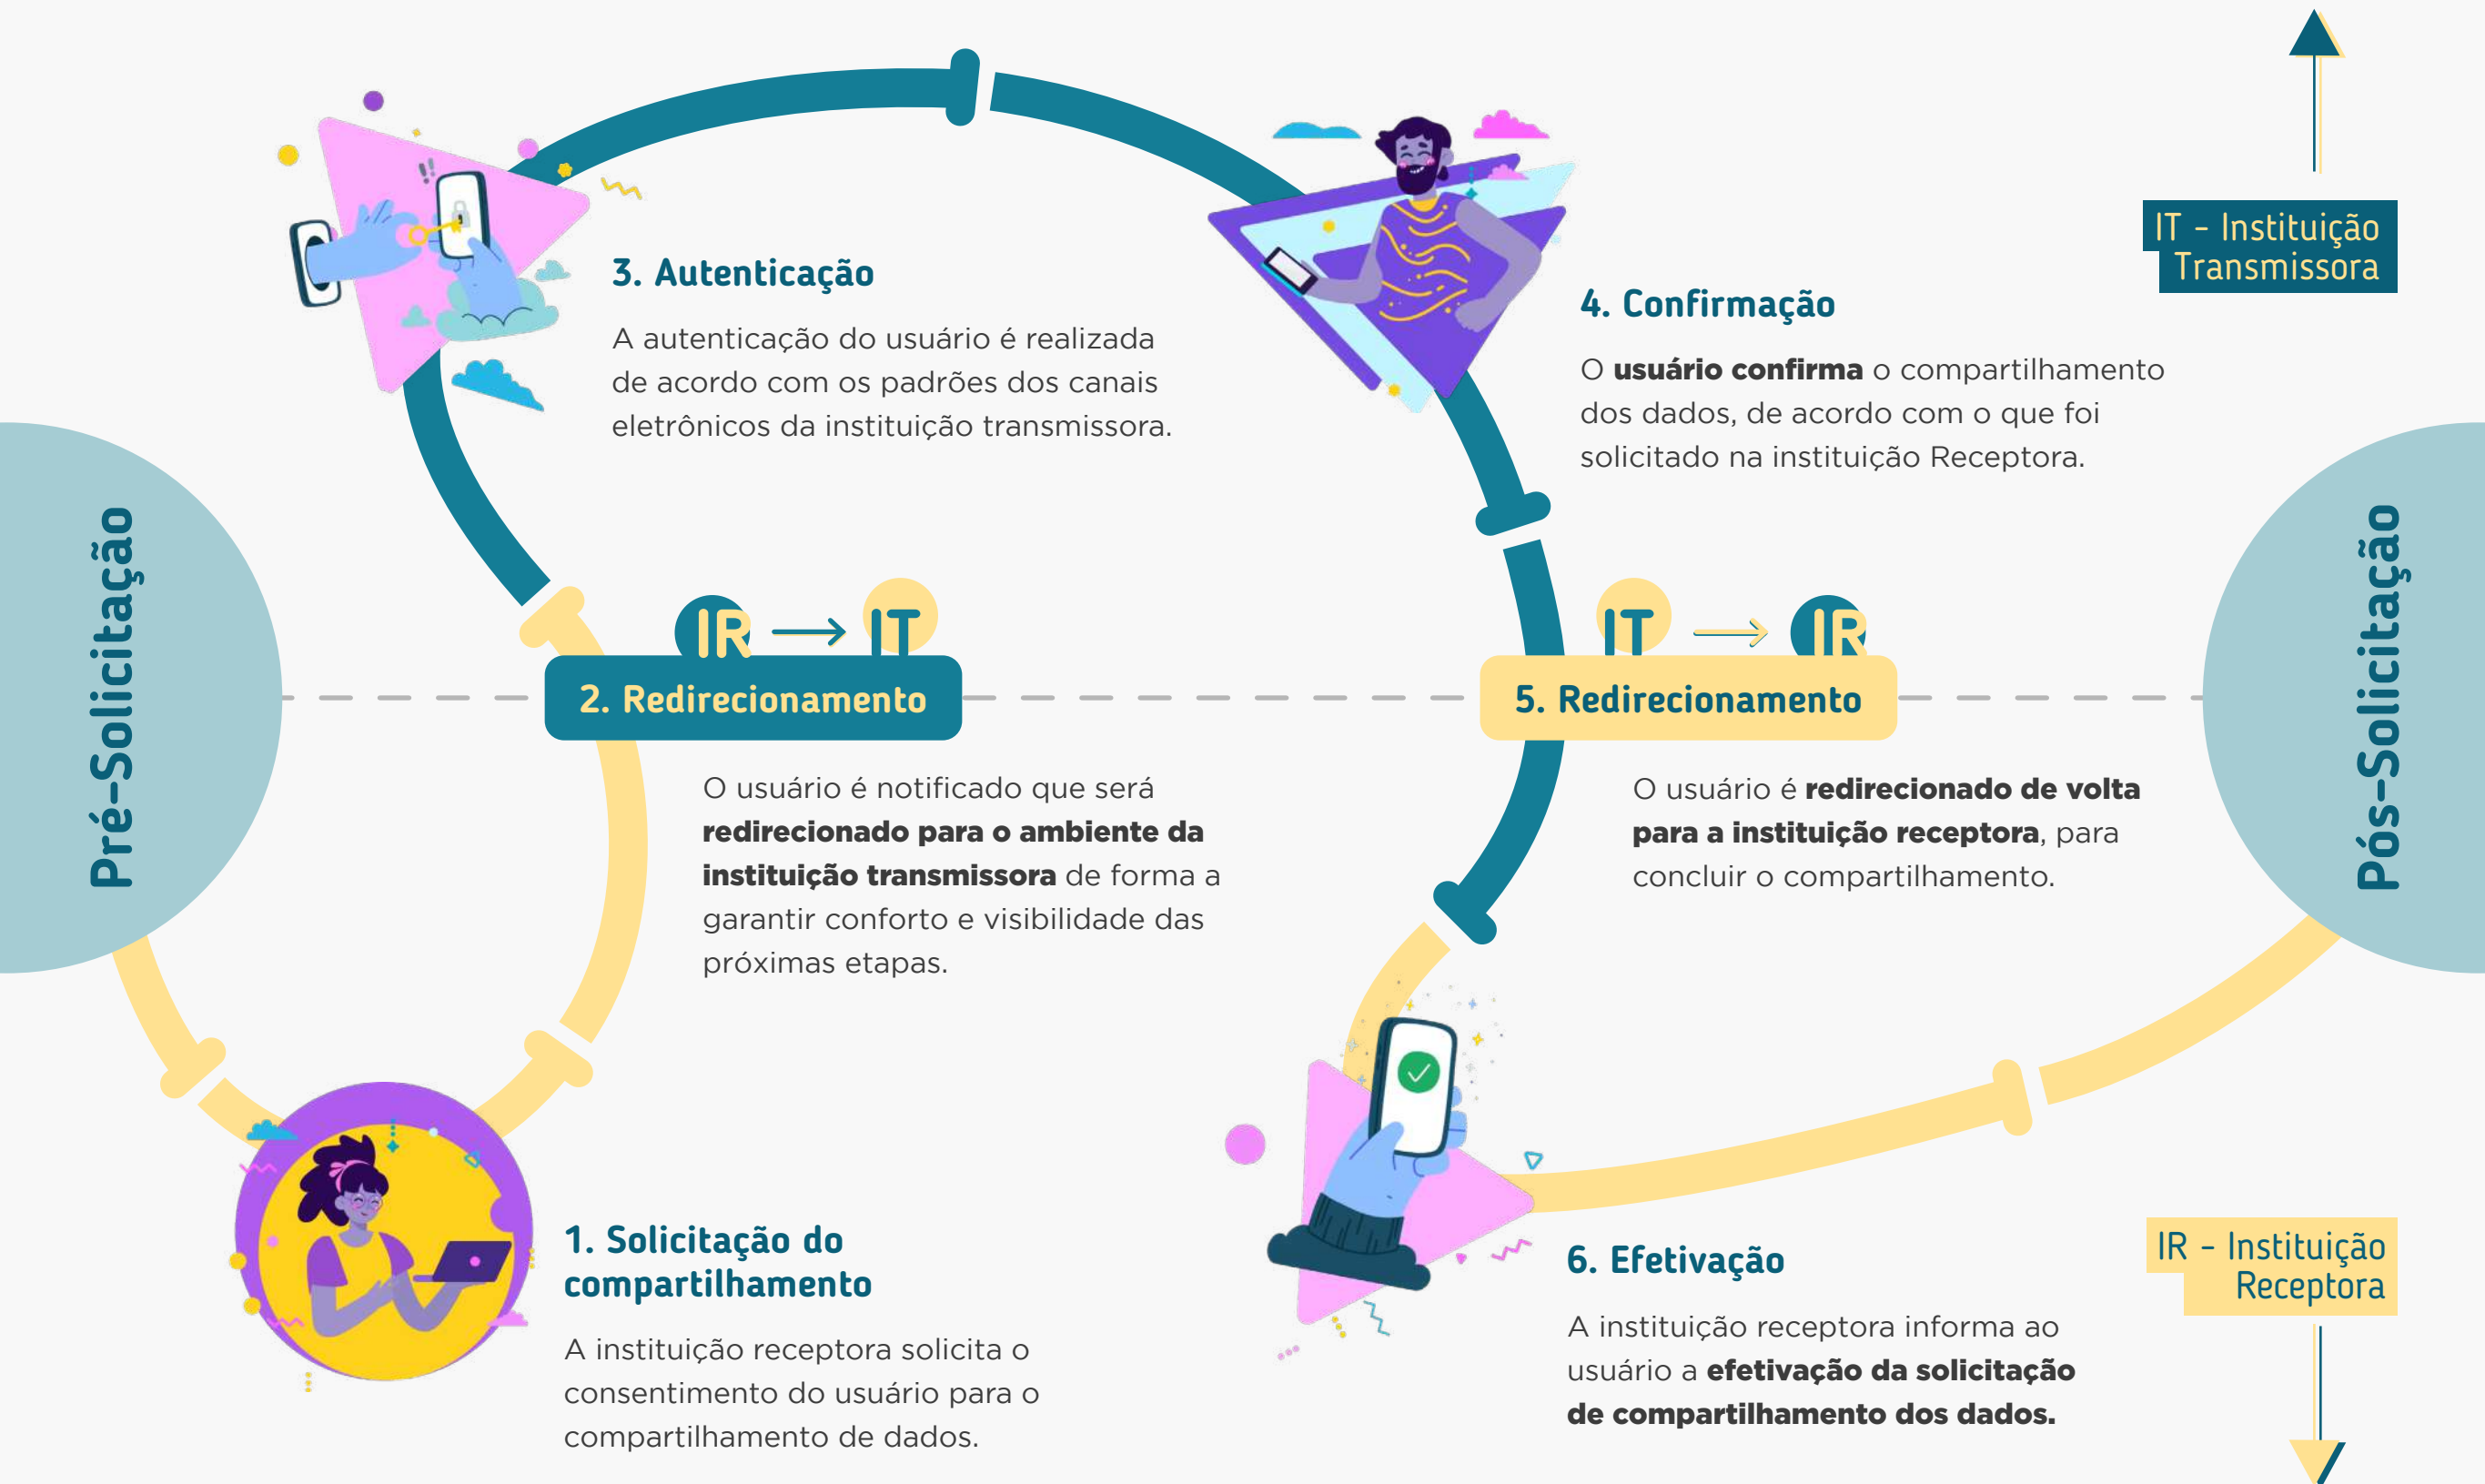 Pré-Solicitação
3. Autenticação
A autenticação do usuário é realizada
de acordo com os padrões dos canais
eletrônicos da instituição transmissora.
4. Confirmação
O usuário confirma o compartilhamento
dos dados, de acordo com o que foi
solicitado na instituição Receptora.
IT - Instituição
Transmissora
IR → IT
2. Redirecionamento
O usuário é notificado que será
redirecionado para o ambiente da
instituição transmissora de forma a
garantir conforto e visibilidade das
próximas etapas.
IT → IR
5. Redirecionamento
O usuário é redirecionado de volta
para a instituição receptora, para
concluir o compartilhamento.
Pós-Solicitação
1. Solicitação do
compartilhamento
A instituição receptora solicita o
consentimento do usuário para o
compartilhamento de dados.
6. Efetivação
A instituição receptora informa ao
usuário a efetivação da solicitação
de compartilhamento dos dados.
IR - Instituição
Receptora